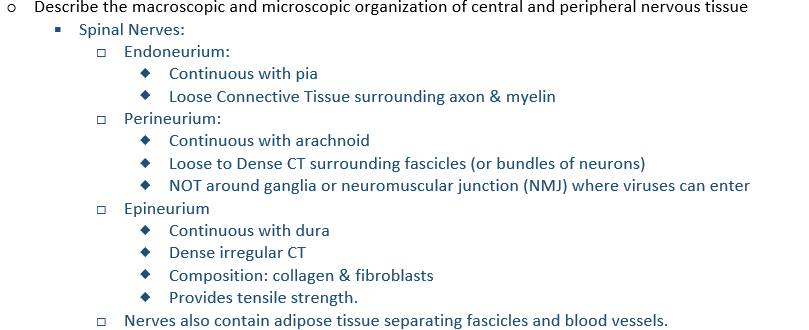 Describe the macroscopic and microscopic organization of central and peripheral nervous tissue
Spinal Nerves:
Endoneurium:
Continuous with pia
Loose Connective Tissue surrounding axon & myelin
Perineurium:
Continuous with arachnoid
Loose to Dense CT surrounding fascicles (or bundles of neurons)
NOT around ganglia or neuromuscular junction (NMJ) where viruses can enter
Epineurium
Continuous with dura
Dense irregular CT
Composition: collagen & fibroblasts
Provides tensile strength.
Nerves also contain adipose tissue separating fascicles and blood vessels.